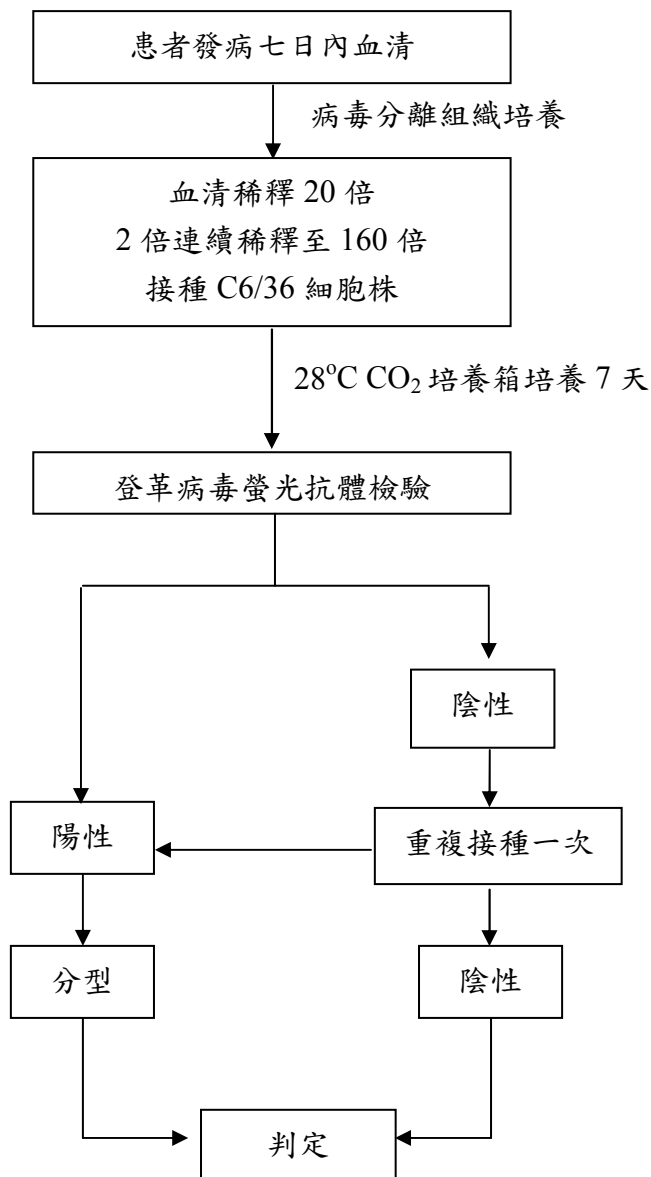 患者發病七日內血清
病毒分離組織培養
血清稀釋 20 倍
2 倍連續稀釋至 160 倍
接種 C6/36 細胞株
28°C CO₂ 培養箱培養 7 天
登革病毒螢光抗體檢驗
陰性
陽性
重複接種一次
分型
陰性
判定